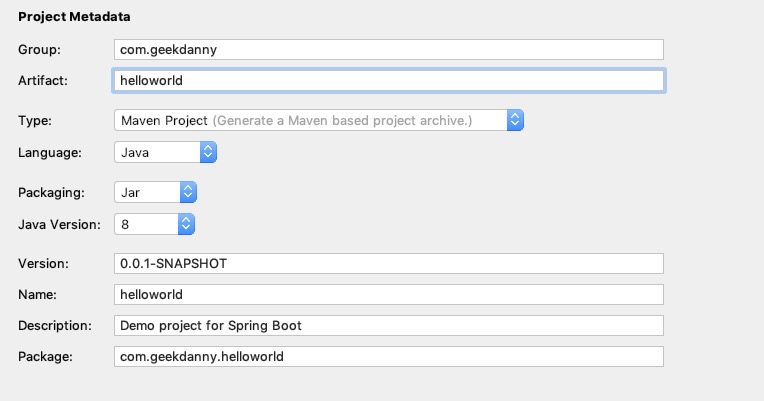 Project Metadata
Group: com.geekdanny
Artifact: helloworld
Type: Maven Project (Generate a Maven based project archive.)
Language: Java
Packaging: Jar
Java Version: 8
Version: 0.0.1-SNAPSHOT
Name: helloworld
Description: Demo project for Spring Boot
Package: com.geekdanny.helloworld